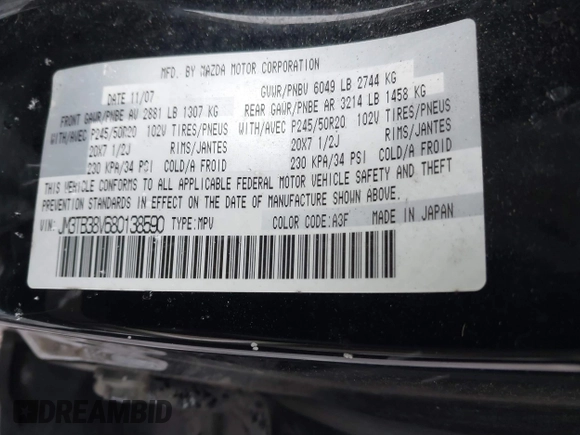 MFD. BY MAZDA MOTOR CORPORATION
DATE 11/07 GVWR/PNBV 6049 LB 2744 KG
FRONT GAWR/PNBE AV 2881 LB 1307 KG REAR GAWR/PNBE AR 3214 LB 1458 KG
WITH/AVEC P245/50R20 102V TIRES/PNEUS WITH/AVEC P245/50R20 102V TIRES/PNEUS
20X7 1/2J RIMS/JANTES 20X7 1/2J RIMS/JANTES
230 KPA/34 PSI COLD/A FROID 230 KPA/34 PSI COLD/A FROID
THIS VEHICLE CONFORMS TO ALL APPLICABLE FEDERAL MOTOR VEHICLE SAFETY AND THEFT
PREVENTION STANDARDS IN EFFECT ON THE DATE OF MANUFACTURE SHOWN ABOVE.
VIN: JM3TB38V680138590 TYPE: MPV COLOR CODE: A3F MADE IN JAPAN
DREAMBID